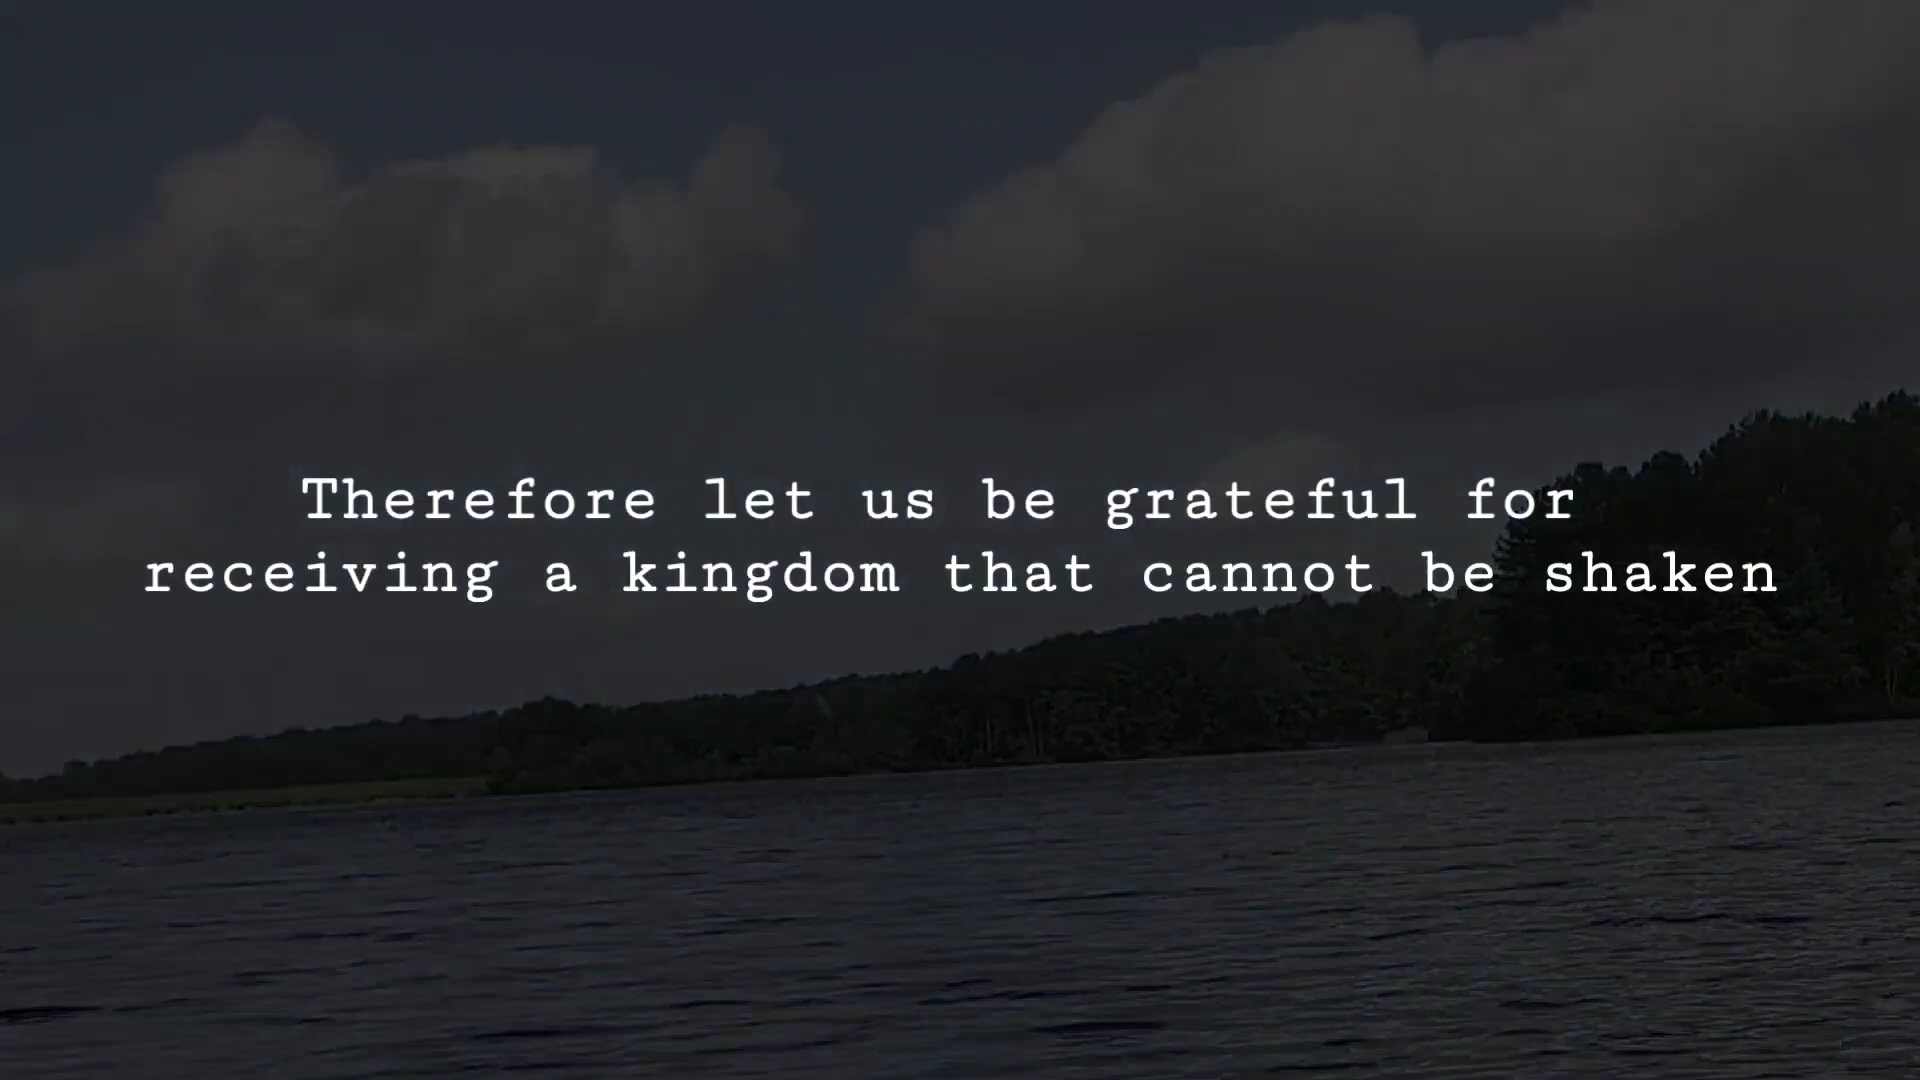 Therefore let us be grateful for
receiving a kingdom that cannot be shaken